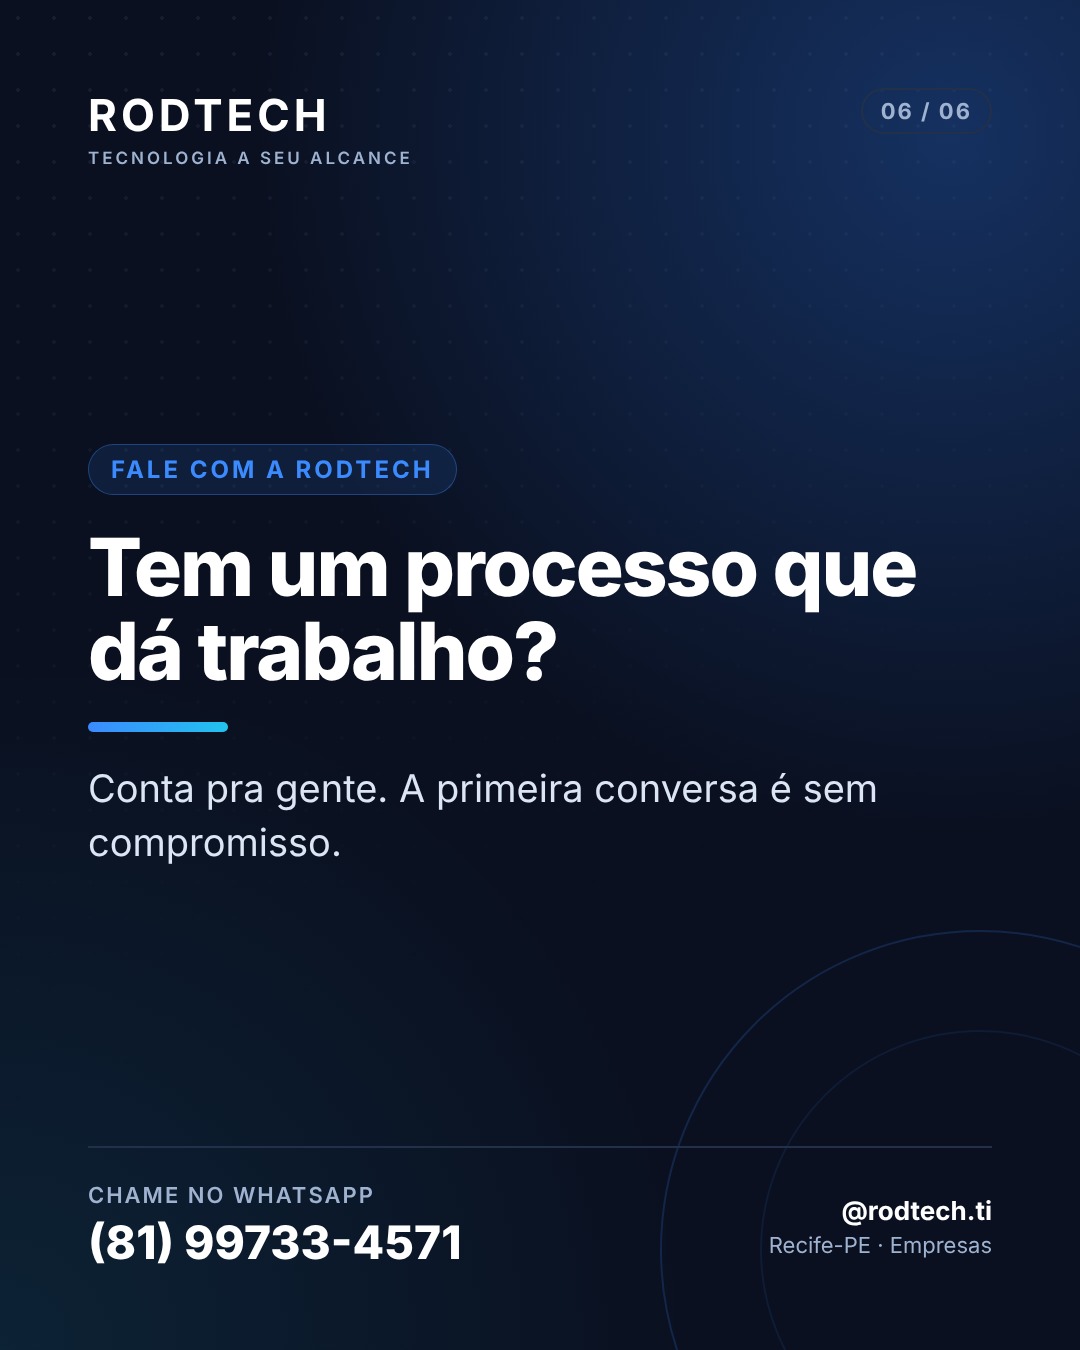 RODTECH
TECNOLOGIA A SEU ALCANCE
06 / 06
FALE COM A RODTECH
Tem um processo que
dá trabalho?
Conta pra gente. A primeira conversa é sem
compromisso.
CHAME NO WHATSAPP
(81) 99733-4571
@rodtech.ti
Recife-PE · Empresas